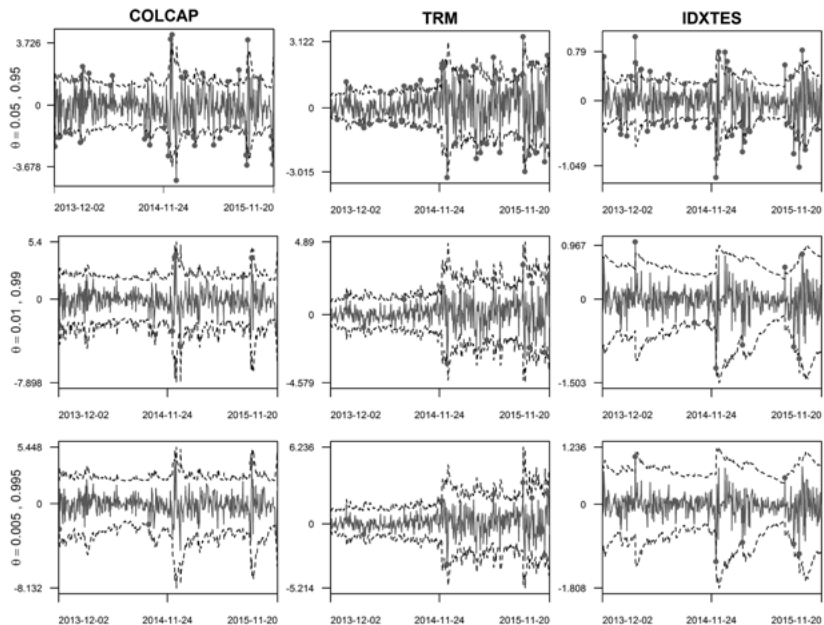 COLCAP TRM IDXTES
θ = 0.05 , 0.95
3.726 0 -3.678
3.122 0 -3.015
0.79 0 -1.049
2013-12-02 2014-11-24 2015-11-20 2013-12-02 2014-11-24 2015-11-20 2013-12-02 2014-11-24 2015-11-20
θ = 0.01 , 0.99
5.4 0 -7.898
4.89 0 -4.579
0.967 0 -1.503
2013-12-02 2014-11-24 2015-11-20 2013-12-02 2014-11-24 2015-11-20 2013-12-02 2014-11-24 2015-11-20
θ = 0.005 , 0.995
5.448 0 -8.132
6.236 0 -5.214
1.236 0 -1.808
2013-12-02 2014-11-24 2015-11-20 2013-12-02 2014-11-24 2015-11-20 2013-12-02 2014-11-24 2015-11-20